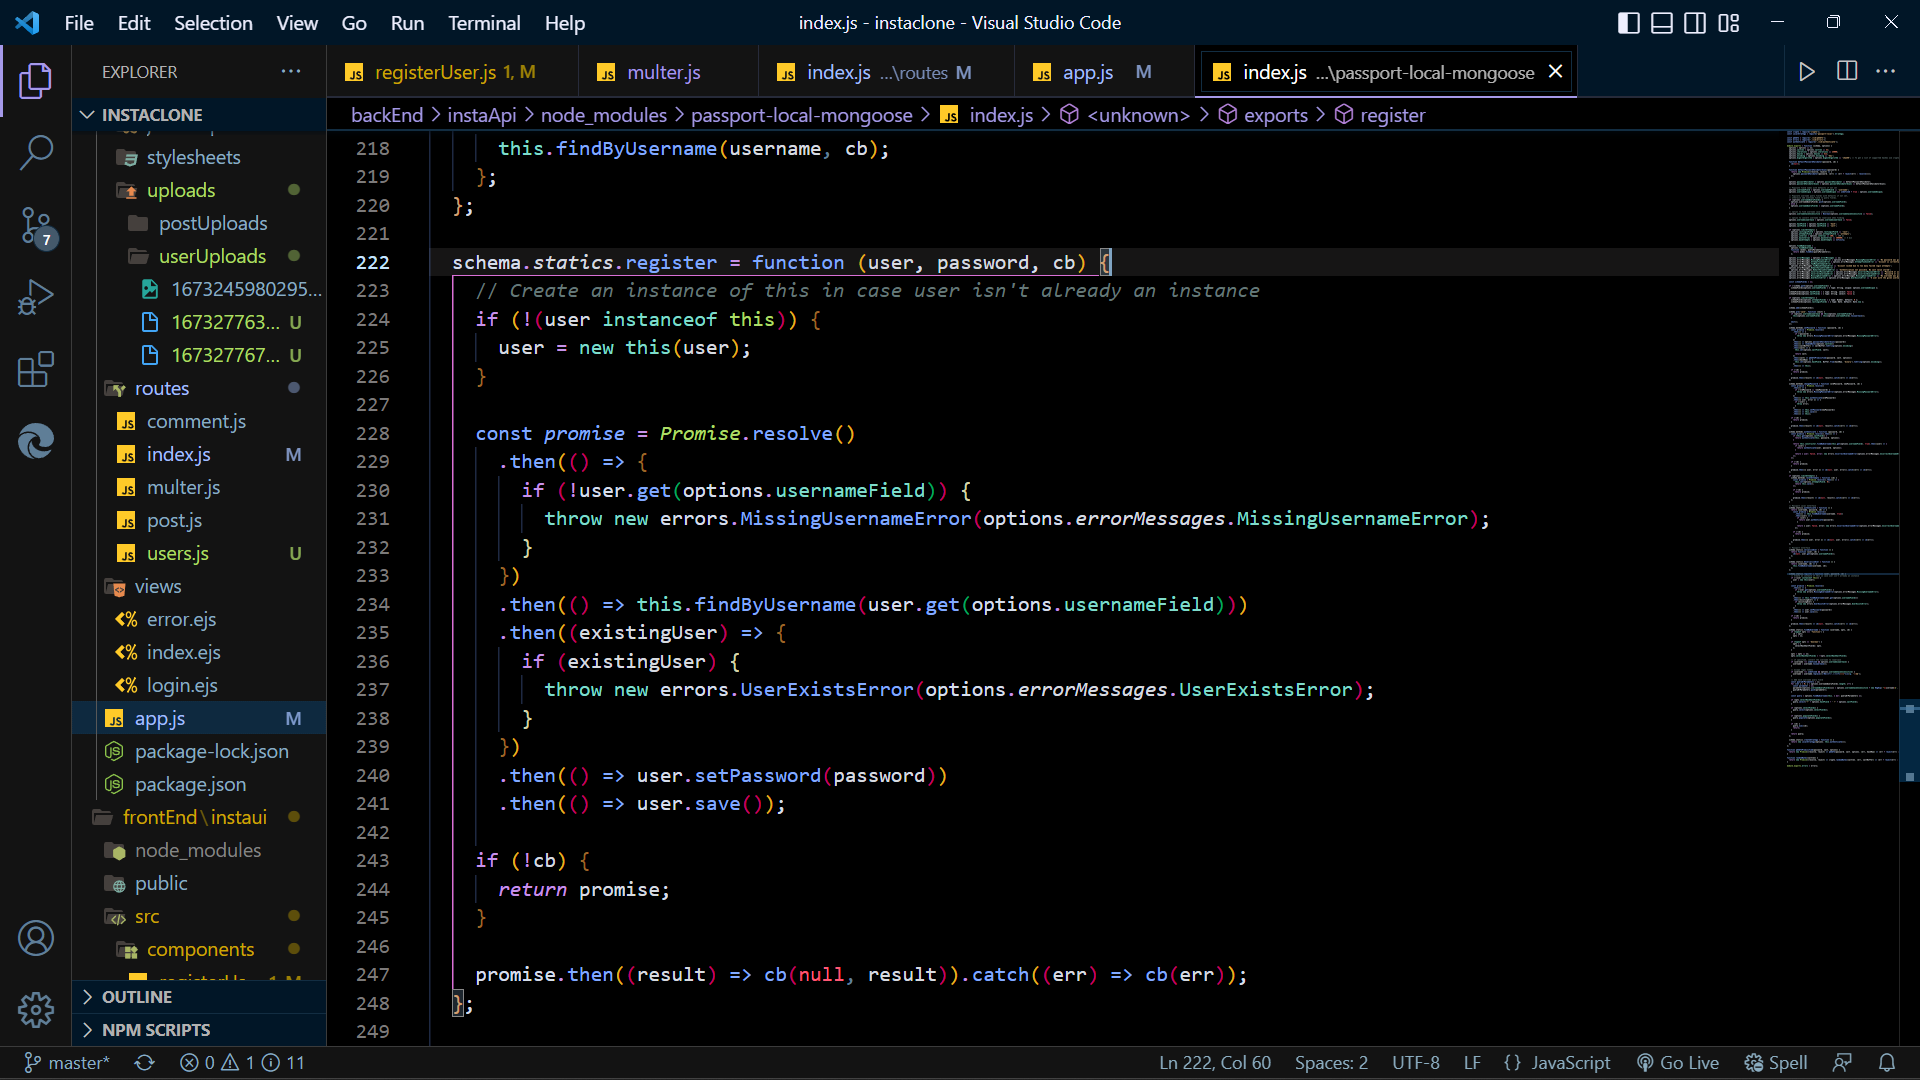 File Edit Selection View Go Run Terminal Help
index.js - instaclone - Visual Studio Code
EXPLORER
registerUser.js 1, M
multer.js
index.js ...\routes M
app.js M
index.js ...\passport-local-mongoose
backEnd > instaApi > node_modules > passport-local-mongoose > index.js > <unknown> > exports > register
INSTACLONE
stylesheets
uploads
postUploads
userUploads
1673245980295...
167327763... U
167327767... U
routes
comment.js
index.js M
multer.js
post.js
users.js U
views
error.ejs
index.ejs
login.ejs
app.js M
package-lock.json
package.json
frontEnd\instaui
node_modules
public
src
components
OUTLINE
NPM SCRIPTS
7
218 this.findByUsername(username, cb);
219 };
220 };
221
222 schema.statics.register = function (user, password, cb) {
223 // Create an instance of this in case user isn't already an instance
224 if (!(user instanceof this)) {
225 user = new this(user);
226 }
227
228 const promise = Promise.resolve()
229 .then(() => {
230 if (!user.get(options.usernameField)) {
231 throw new errors.MissingUsernameError(options.errorMessages.MissingUsernameError);
232 }
233 })
234 .then(() => this.findByUsername(user.get(options.usernameField)))
235 .then((existingUser) => {
236 if (existingUser) {
237 throw new errors.UserExistsError(options.errorMessages.UserExistsError);
238 }
239 })
240 .then(() => user.setPassword(password))
241 .then(() => user.save());
242
243 if (!cb) {
244 return promise;
245 }
246
247 promise.then((result) => cb(null, result)).catch((err) => cb(err));
248 };
249
master* 0 1 11
Ln 222, Col 60 Spaces: 2 UTF-8 LF {} JavaScript Go Live Spell